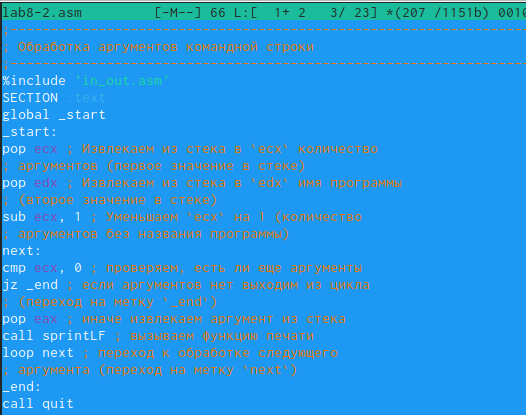 lab8-2.asm [-M--] 66 L:[ 1+ 2 3/ 23] *(207 /1151b) 0010
;------------------------------------------------------------------
; Обработка аргументов командной строки
;------------------------------------------------------------------
%include 'in_out.asm'
SECTION .text
global _start
_start:
pop ecx ; Извлекаем из стека в `ecx` количество
; аргументов (первое значение в стеке)
pop edx ; Извлекаем из стека в `edx` имя программы
; (второе значение в стеке)
sub ecx, 1 ; Уменьшаем `ecx` на 1 (количество
; аргументов без названия программы)
next:
cmp ecx, 0 ; проверяем, есть ли еще аргументы
jz _end ; если аргументов нет выходим из цикла
; (переход на метку `_end`)
pop eax ; иначе извлекаем аргумент из стека
call sprintLF ; вызываем функцию печати
loop next ; переход к обработке следующего
; аргумента (переход на метку `next`)
_end:
call quit